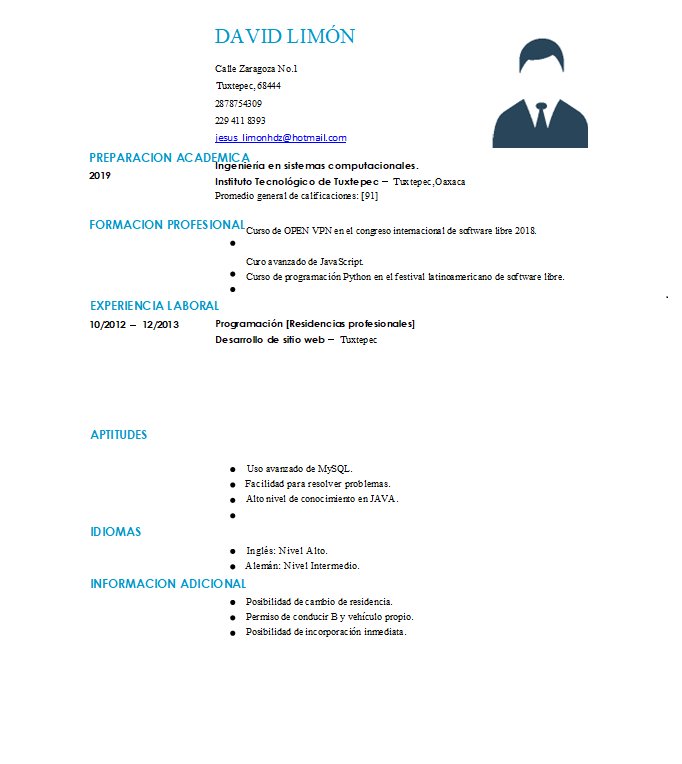 DAVID LIMÓN
Calle Zaragoza No.1
Tuxtepec, 68444
2878754309
229 411 8393
jesus_limonhdz@hotmail.com
PREPARACION ACADEMICA
2019
Ingeniería en sistemas computacionales.
Instituto Tecnológico de Tuxtepec – Tuxtepec,Oaxaca
Promedio general de calificaciones: [91]
FORMACION PROFESIONAL
Curso de OPEN VPN en el congreso internacional de software libre 2018.
●
Curo avanzado de JavaScript.
● Curso de programación Python en el festival latinoamericano de software libre.
●
.
EXPERIENCIA LABORAL
10/2012 – 12/2013 Programación [Residencias profesionales]
Desarrollo de sitio web – Tuxtepec
APTITUDES
● Uso avanzado de MySQL.
● Facilidad para resolver problemas.
● Alto nivel de conocimiento en JAVA.
●
IDIOMAS
● Inglés: Nivel Alto.
● Alemán: Nivel Intermedio.
INFORMACION ADICIONAL
● Posibilidad de cambio de residencia.
● Permiso de conducir B y vehículo propio.
● Posibilidad de incorporación inmediata.